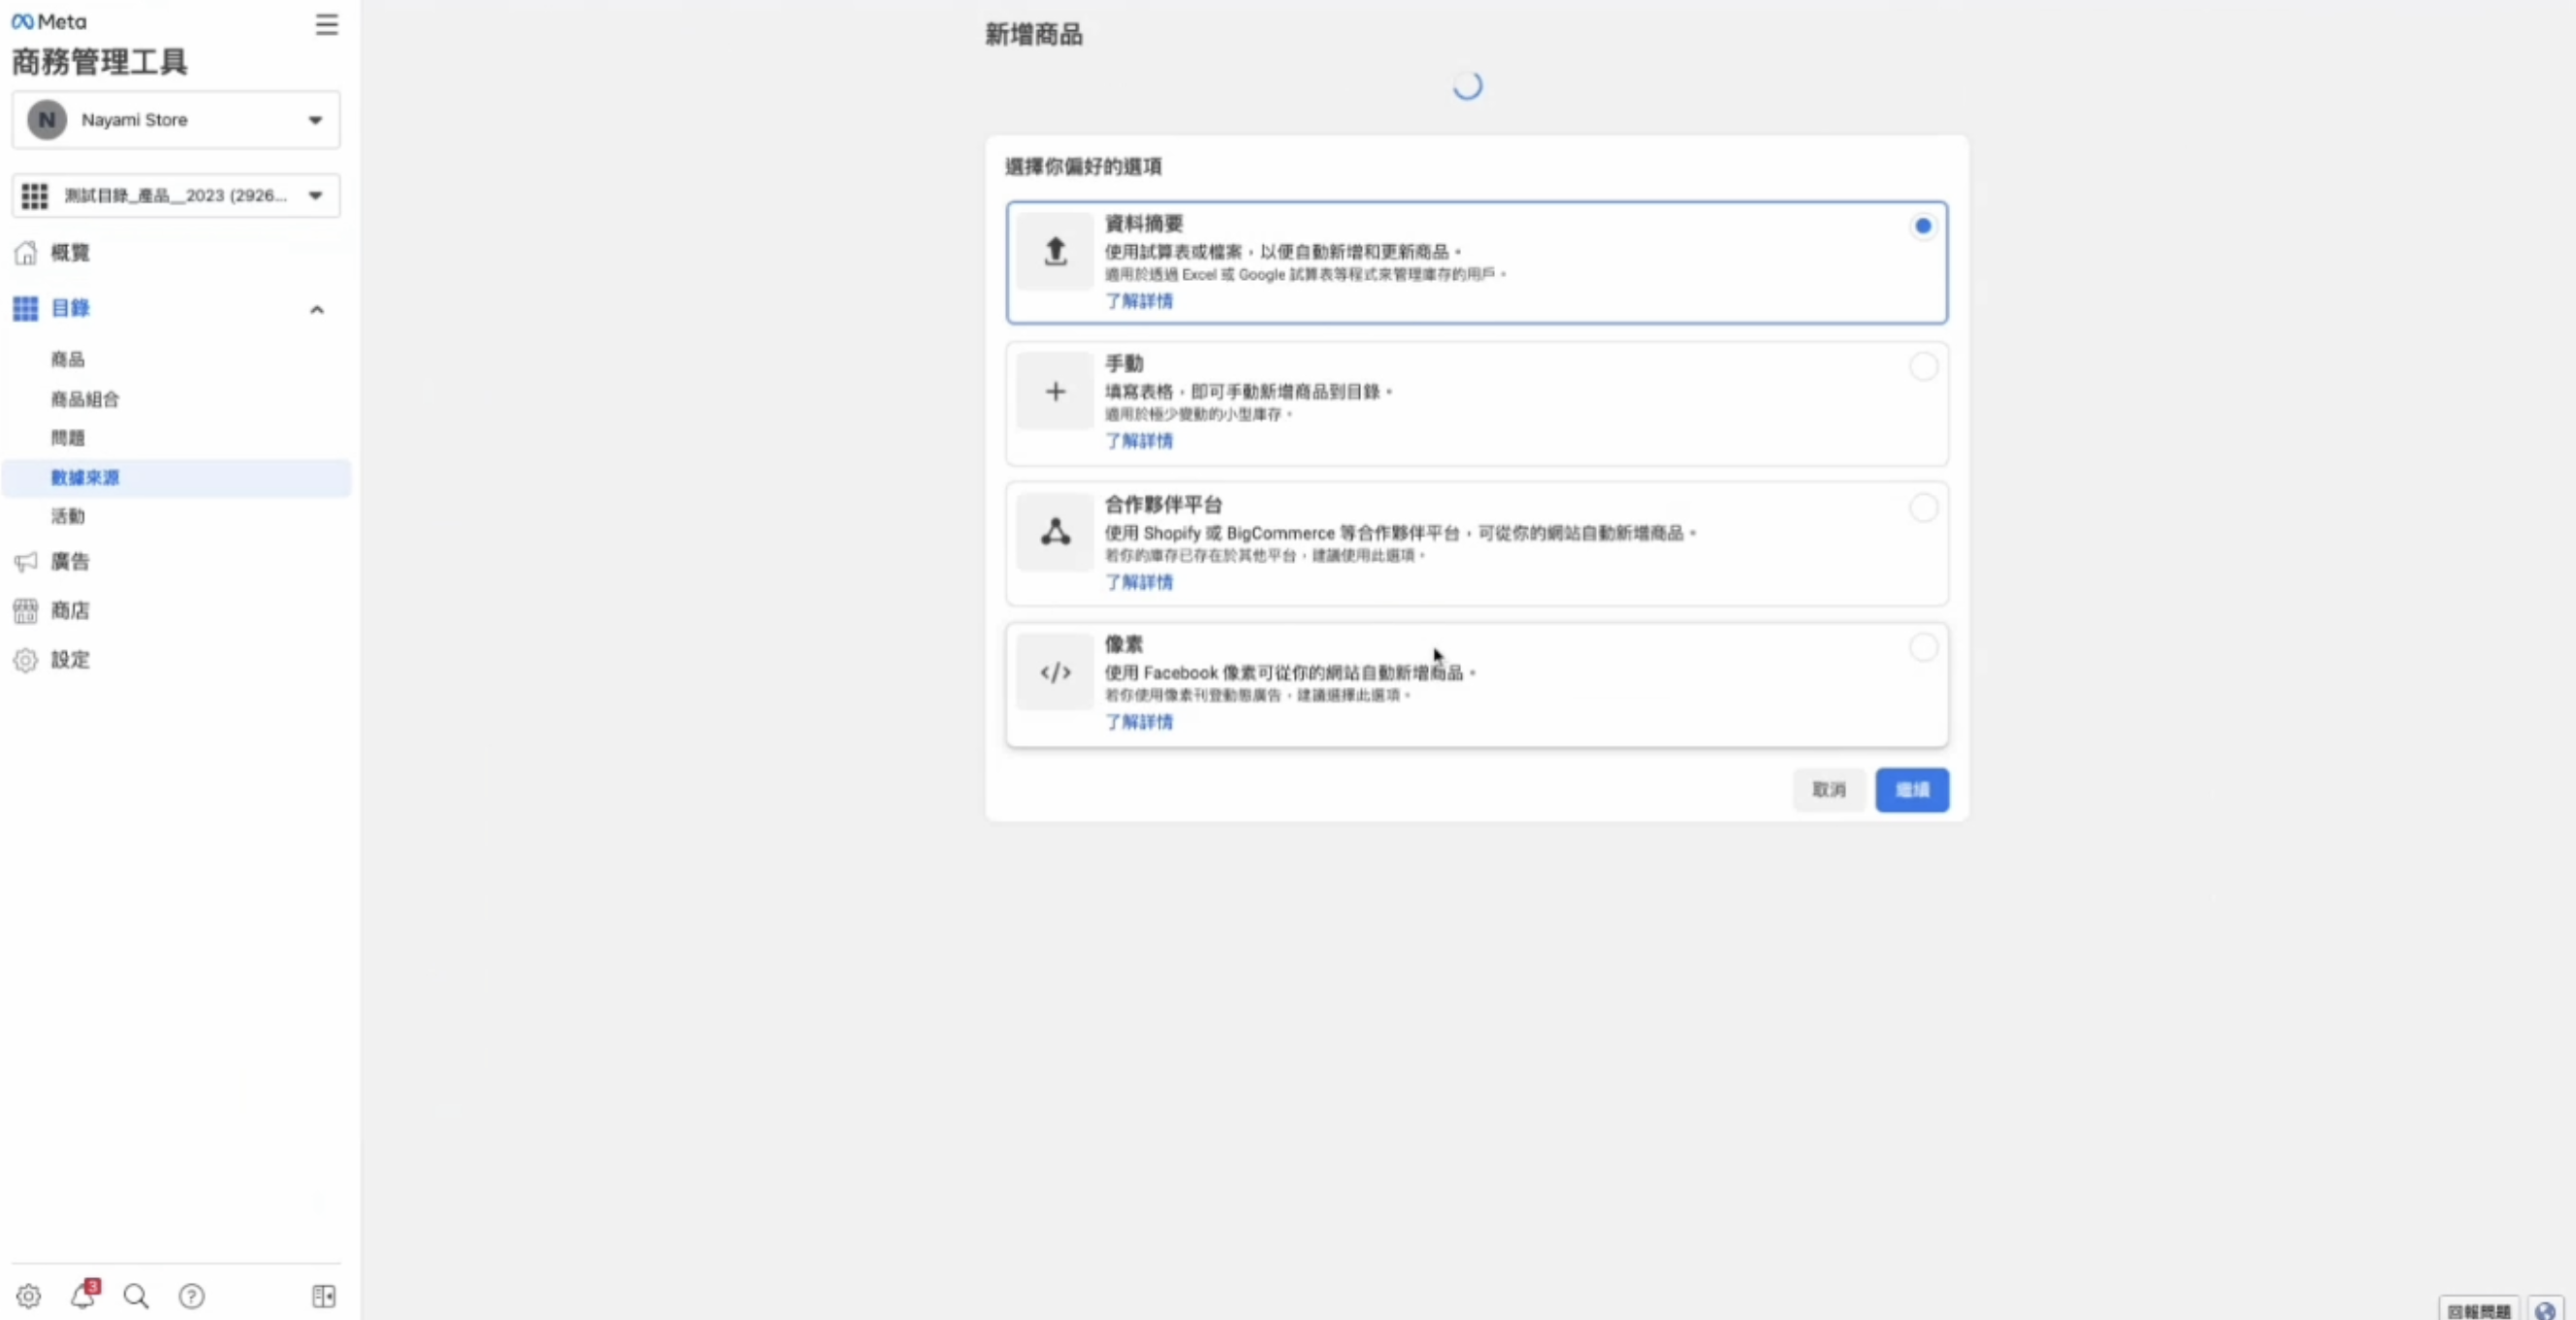 Meta
商務管理工具
N Nayami Store
測試目錄_產品__2023 (2926...
概覽
目錄
商品
商品組合
問題
數據來源
活動
廣告
商店
設定
3
新增商品
選擇你偏好的選項
資料摘要
使用試算表或檔案，以便自動新增和更新商品。
適用於透過 Excel 或 Google 試算表等程式來管理庫存的用戶。
了解詳情
手動
填寫表格，即可手動新增商品到目錄。
適用於極少變動的小型庫存。
了解詳情
合作夥伴平台
使用 Shopify 或 BigCommerce 等合作夥伴平台，可從你的網站自動新增商品。
若你的庫存已存在於其他平台，建議使用此選項。
了解詳情
像素
使用 Facebook 像素可從你的網站自動新增商品。
若你使用像素刊登動態廣告，建議選擇此選項。
了解詳情
取消
繼續
回報問題